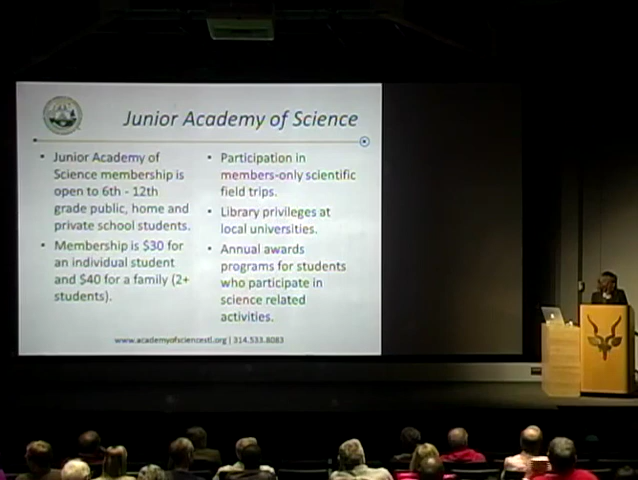 Junior Academy of Science
• Junior Academy of
Science membership is
open to 6th - 12th
grade public, home and
private school students.
• Membership is $30 for
an individual student
and $40 for a family (2+
students).
• Participation in
members-only scientific
field trips.
• Library privileges at
local universities.
• Annual awards
programs for students
who participate in
science related
activities.
www.academyofsciencestl.org | 314.533.8083